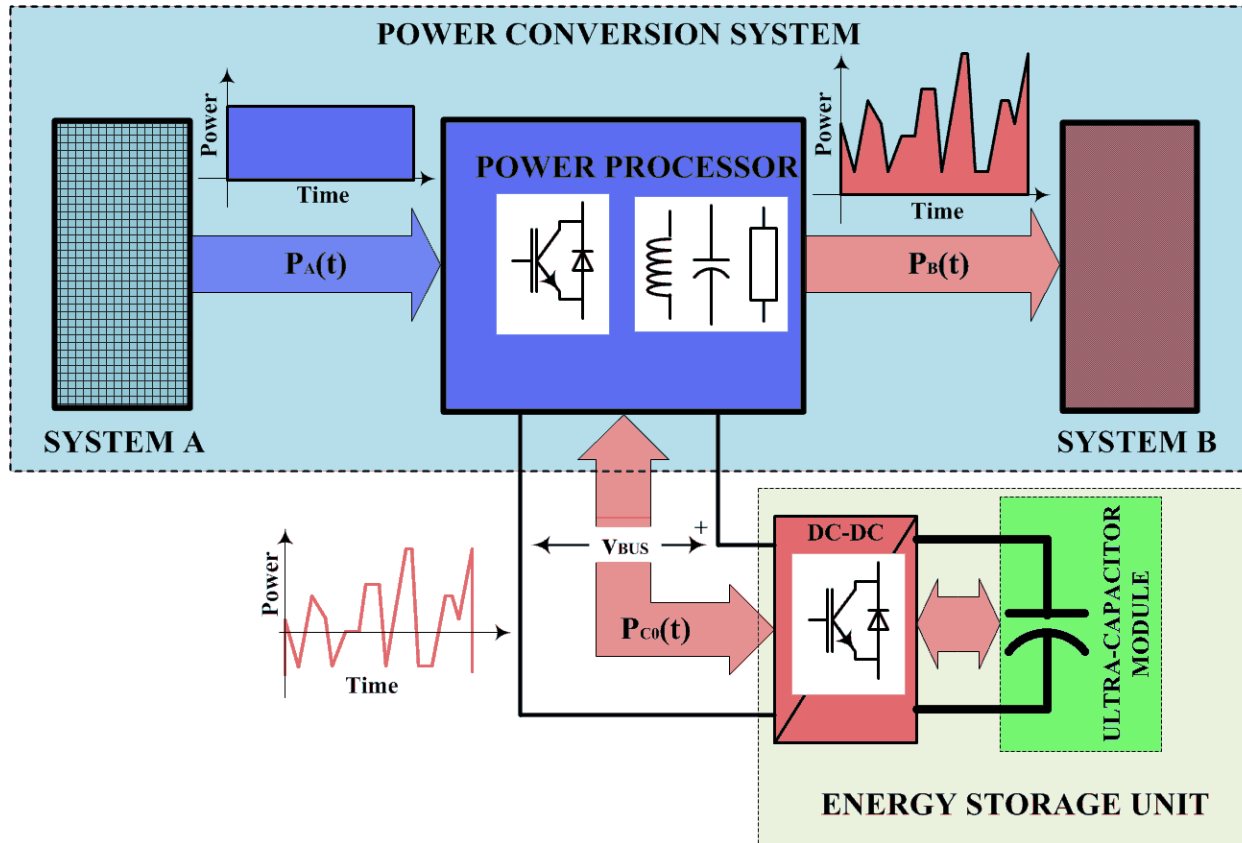 POWER CONVERSION SYSTEM
Power
Time
Power
Time
POWER PROCESSOR
PA(t)
PB(t)
SYSTEM A
SYSTEM B
+
vBUS
DC-DC
PC0(t)
Power
Time
ULTRA-CAPACITOR
MODULE
ENERGY STORAGE UNIT